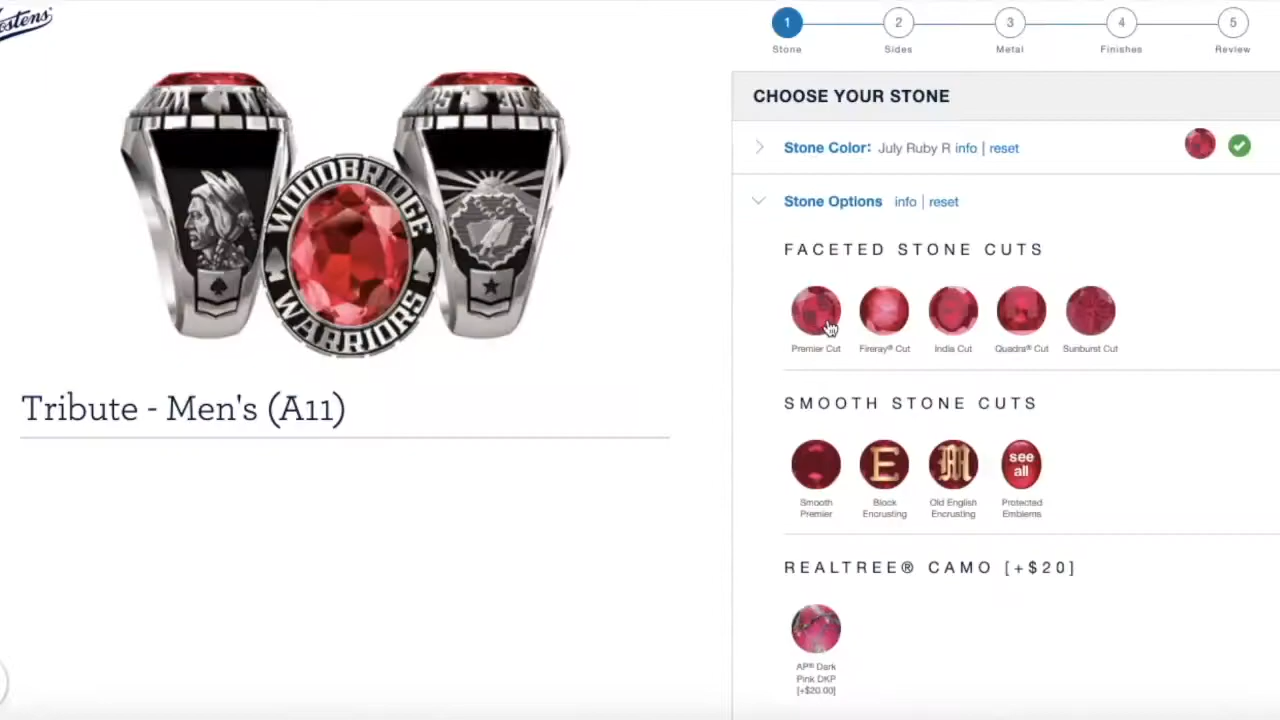 Jostens
1
2
3
4
5
Stone
Sides
Metal
Finishes
Review
CHOOSE YOUR STONE
Stone Color: July Ruby R info | reset
Stone Options info | reset
FACETED STONE CUTS
Premier Cut
Fireray® Cut
India Cut
Quadra® Cut
Sunburst Cut
SMOOTH STONE CUTS
E
M
see
all
Smooth
Premier
Block
Encrusting
Old English
Encrusting
Protected
Emblems
REALTREE® CAMO [+$20]
AP® Dark
Pink DKP
[+$20.00]
WOODBRIDGE
WARRIORS
Tribute - Men's (A11)